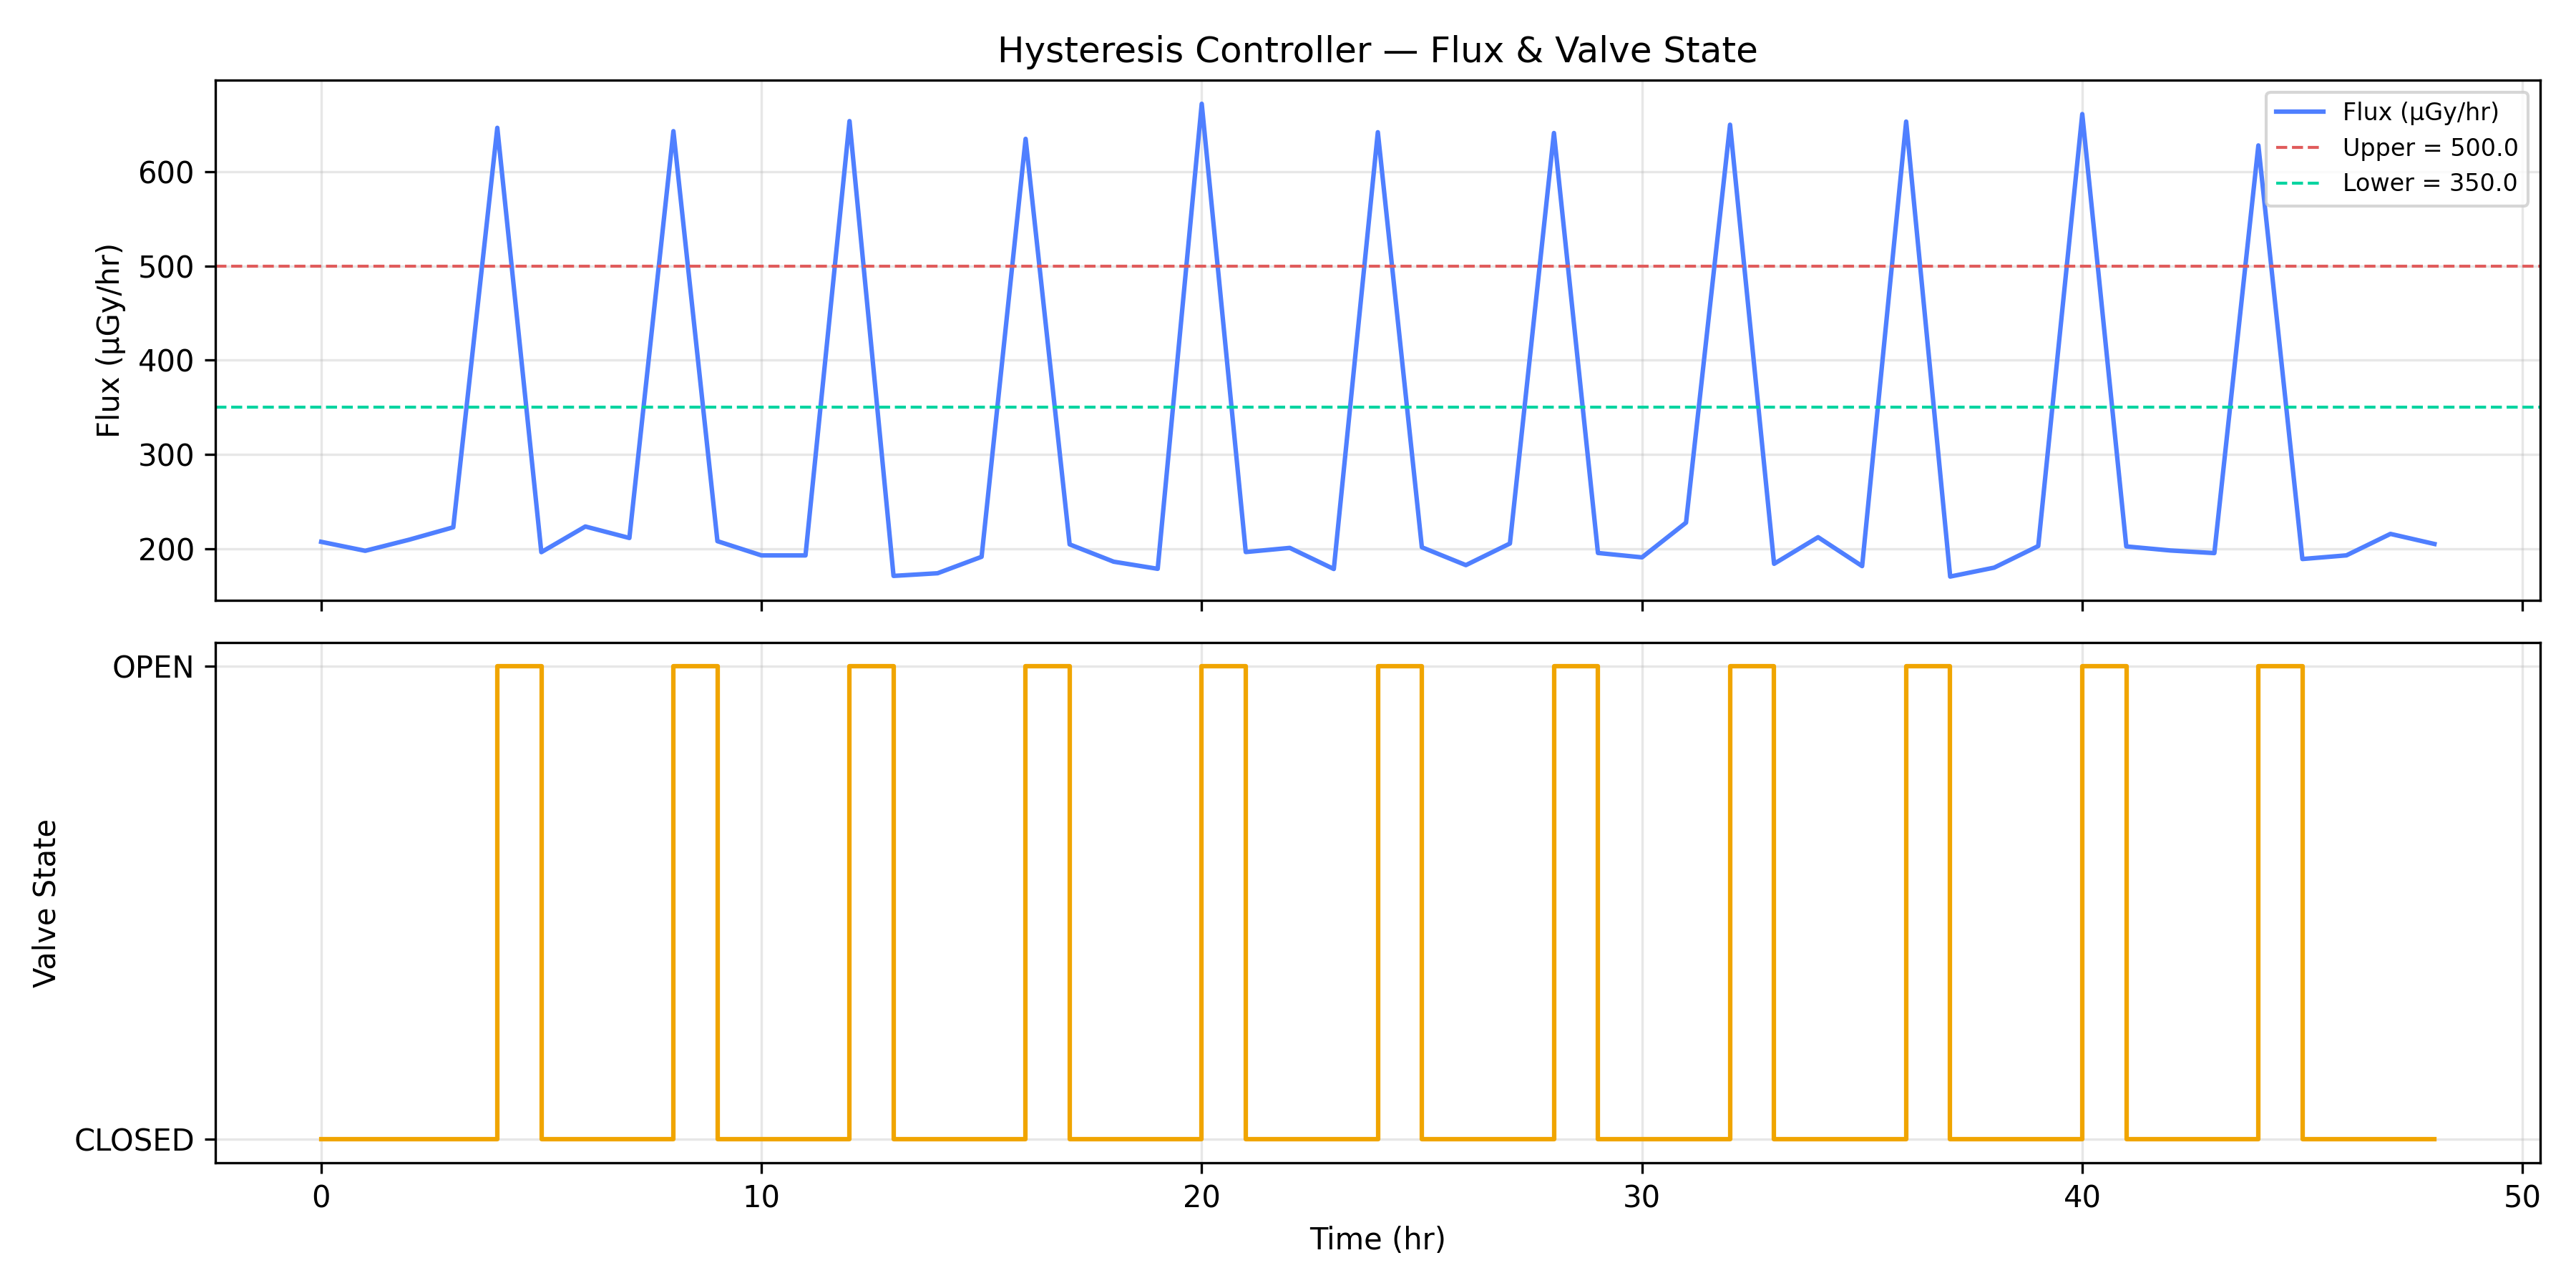 Hysteresis Controller — Flux & Valve State
Flux (μGy/hr)
600
500
400
300
200
Flux (μGy/hr)
Upper = 500.0
Lower = 350.0
Valve State
OPEN
CLOSED
0 10 20 30 40 50
Time (hr)